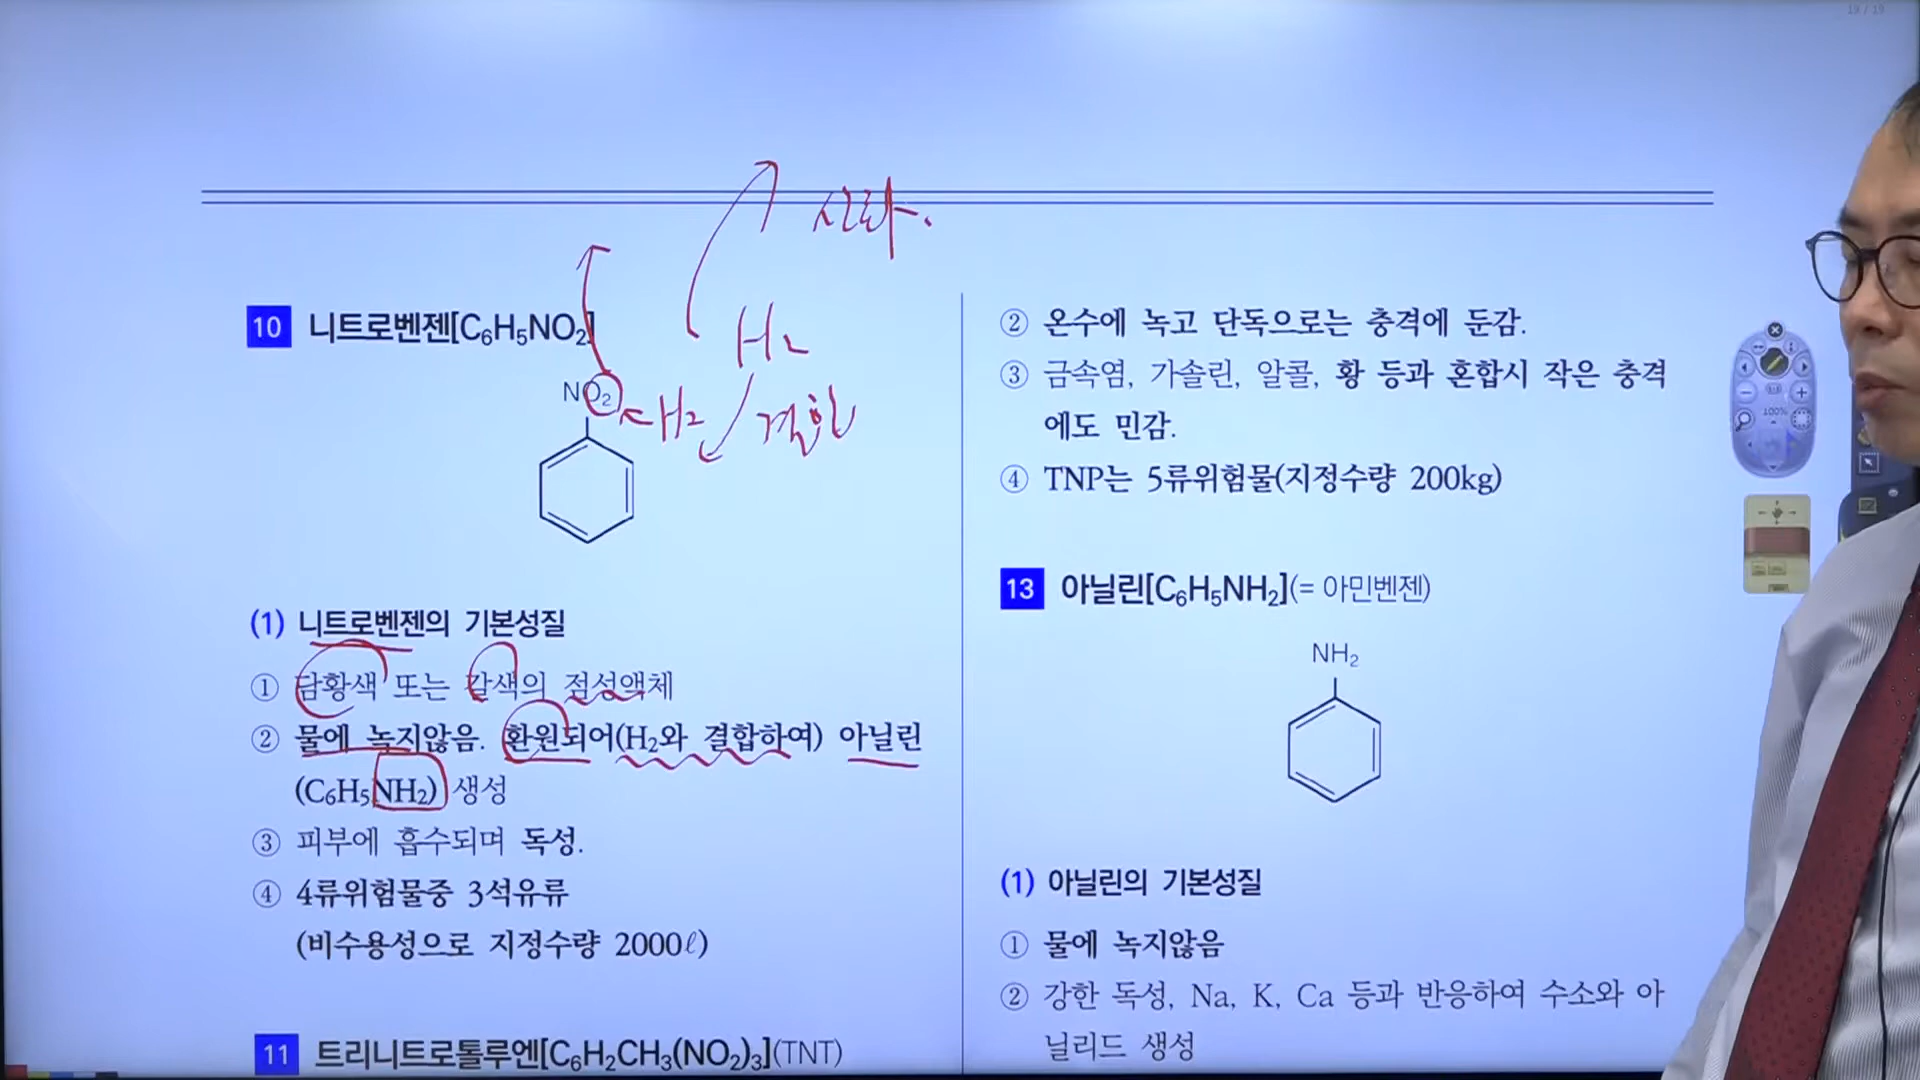 19 / 19
산화.
10 니트로벤젠[C6H5NO2]
H2
NO2
H2
결합
(1) 니트로벤젠의 기본성질
① 담황색 또는 갈색의 점성액체
② 물에 녹지않음. 환원되어(H2와 결합하여) 아닐린
(C6H5NH2) 생성
③ 피부에 흡수되며 독성.
④ 4류위험물중 3석유류
(비수용성으로 지정수량 2000ℓ)
11 트리니트로톨루엔[C6H2CH3(NO2)3](TNT)
② 온수에 녹고 단독으로는 충격에 둔감.
③ 금속염, 가솔린, 알콜, 황 등과 혼합시 작은 충격
에도 민감.
④ TNP는 5류위험물(지정수량 200kg)
13 아닐린[C6H5NH2](= 아민벤젠)
NH2
(1) 아닐린의 기본성질
① 물에 녹지않음
② 강한 독성, Na, K, Ca 등과 반응하여 수소와 아
닐리드 생성
100%